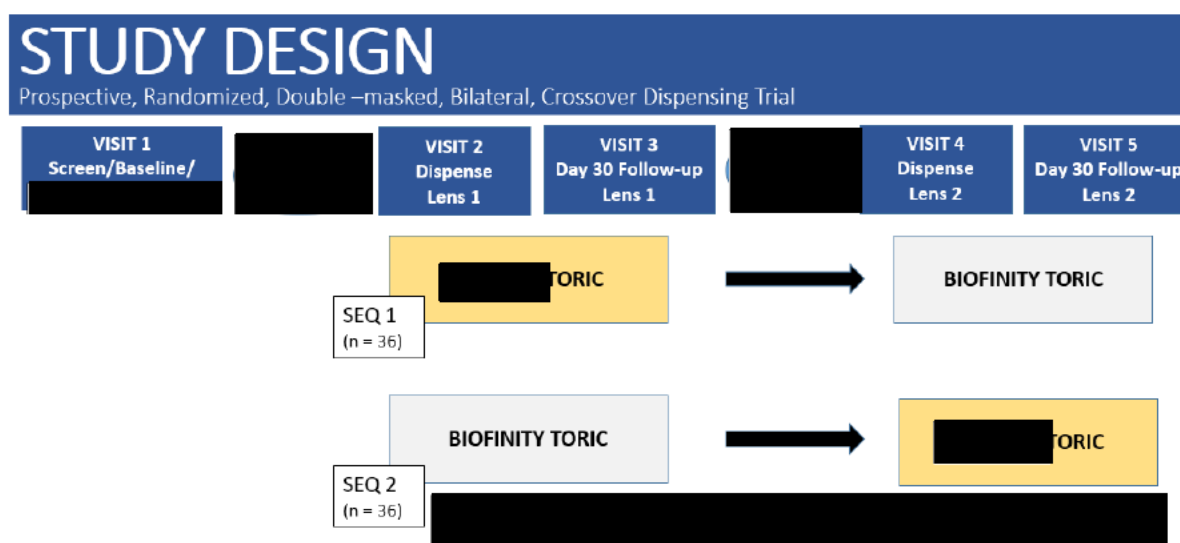 STUDY DESIGN
Prospective, Randomized, Double –masked, Bilateral, Crossover Dispensing Trial
VISIT 1
Screen/Baseline/
VISIT 2
Dispense
Lens 1
VISIT 3
Day 30 Follow-up
Lens 1
VISIT 4
Dispense
Lens 2
VISIT 5
Day 30 Follow-up
Lens 2
TORIC
BIOFINITY TORIC
SEQ 1
(n = 36)
BIOFINITY TORIC
TORIC
SEQ 2
(n = 36)